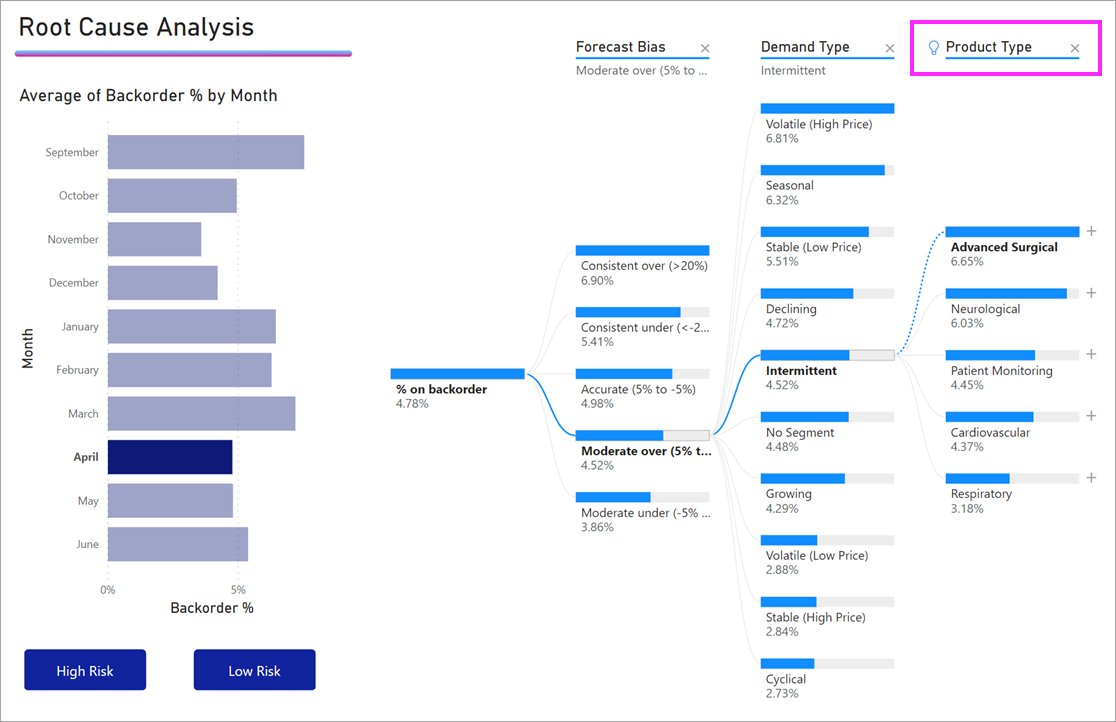 Root Cause Analysis
Average of Backorder % by Month
Month
September
October
November
December
January
February
March
April
May
June
0%
5%
Backorder %
High Risk
Low Risk
% on backorder
4.78%
Forecast Bias
Moderate over (5% to ...
Consistent over (>20%)
6.90%
Consistent under (<-2...
5.41%
Accurate (5% to -5%)
4.98%
Moderate over (5% t...
4.52%
Moderate under (-5% ...
3.86%
Demand Type
Intermittent
Volatile (High Price)
6.81%
Seasonal
6.32%
Stable (Low Price)
5.51%
Declining
4.72%
Intermittent
4.52%
No Segment
4.48%
Growing
4.29%
Volatile (Low Price)
2.88%
Stable (High Price)
2.84%
Cyclical
2.73%
Product Type
Advanced Surgical
6.65%
Neurological
6.03%
Patient Monitoring
4.45%
Cardiovascular
4.37%
Respiratory
3.18%